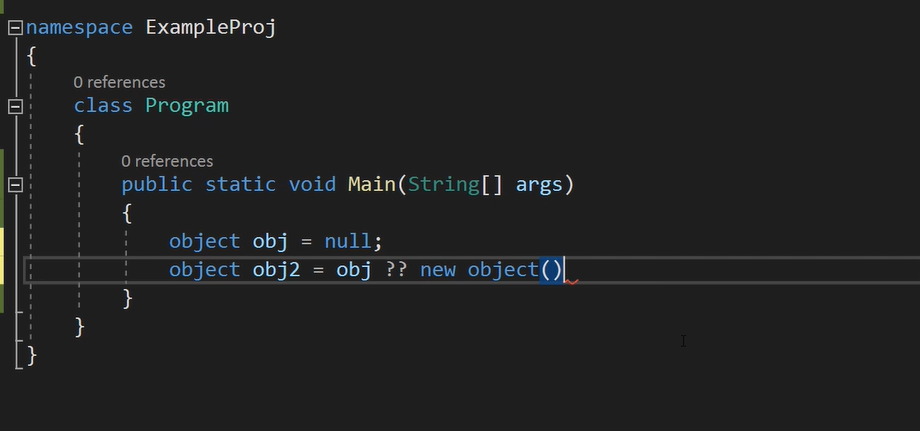 namespace ExampleProj
{
0 references
class Program
{
0 references
public static void Main(String[] args)
{
object obj = null;
object obj2 = obj ?? new object()
}
}
}